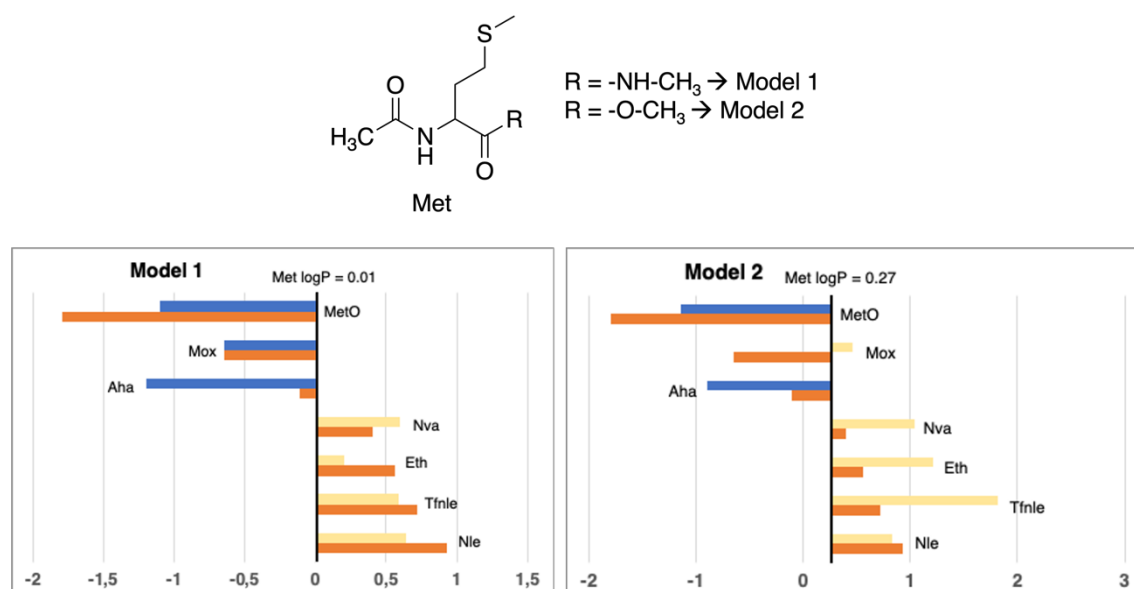 S
R = -NH-CH₃ → Model 1
R = -O-CH₃ → Model 2
O
R
H₃C
N
H
O
Met
Model 1
Met logP = 0.01
MetO
Mox
Aha
Nva
Eth
Tfnle
Nle
-2 -1,5 -1 -0,5 0 0,5 1 1,5
Model 2
Met logP = 0.27
MetO
Mox
Aha
Nva
Eth
Tfnle
Nle
-2 -1 0 1 2 3